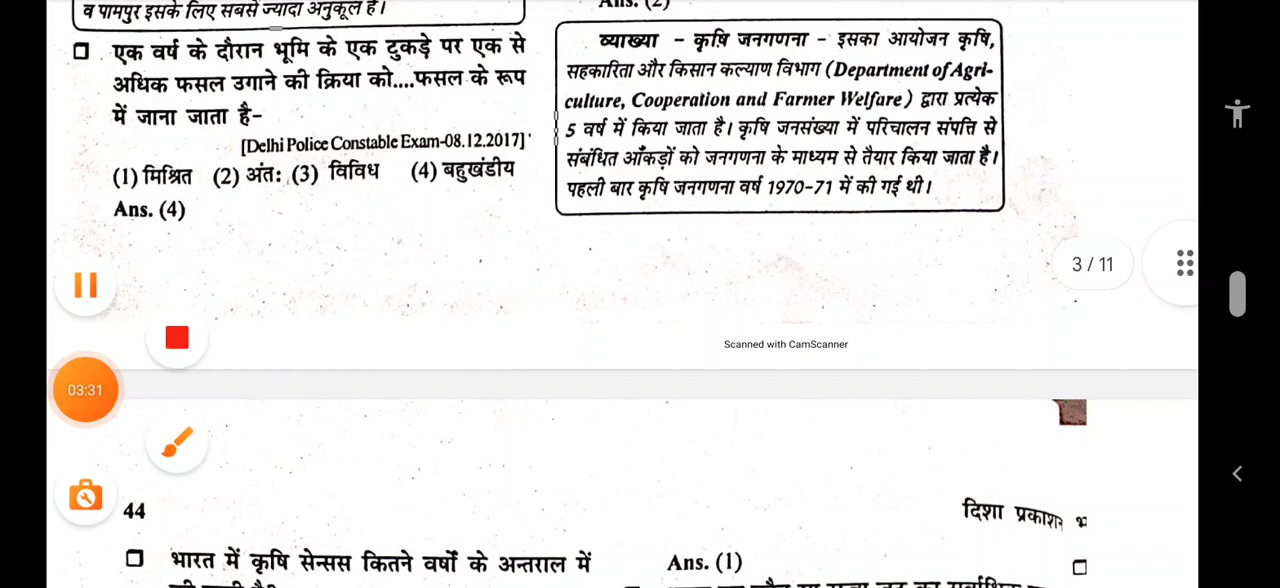 व पामपुर इसके लिए सबसे ज्यादा अनुकूल है।
एक वर्ष के दौरान भूमि के एक टुकड़े पर एक से
अधिक फसल उगाने की क्रिया को....फसल के रूप
में जाना जाता है-
[Delhi Police Constable Exam-08.12.2017]
(1) मिश्रित (2) अंत: (3) विविध (4) बहुखंडीय
Ans. (4)
Ans. (2)
व्याख्या - कृषि जनगणना - इसका आयोजन कृषि,
सहकारिता और किसान कल्याण विभाग (Department of Agri-
culture, Cooperation and Farmer Welfare) द्वारा प्रत्येक
5 वर्ष में किया जाता है। कृषि जनसंख्या में परिचालन संपत्ति से
संबंधित आँकड़ों को जनगणना के माध्यम से तैयार किया जाता है।
पहली बार कृषि जनगणना वर्ष 1970-71 में की गई थी।
3 / 11
Scanned with CamScanner
03:31
44
दिशा प्रकाशन
भारत में कृषि सेन्सस कितने वर्षों के अन्तराल में
Ans. (1)